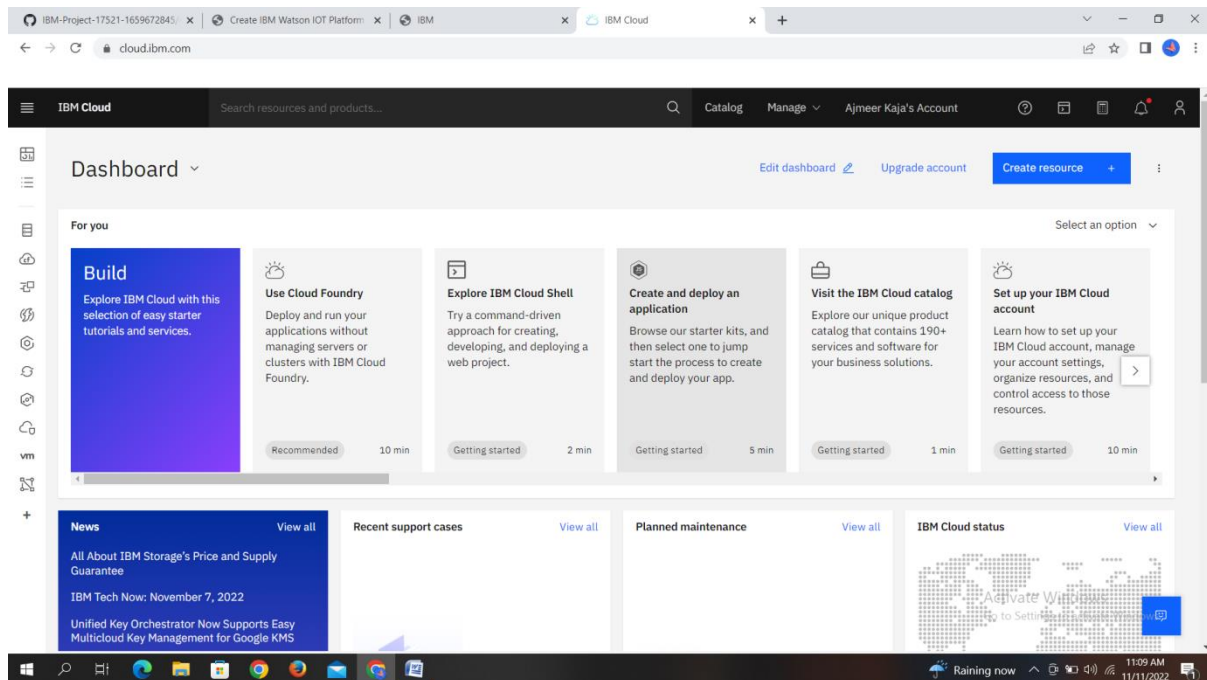 IBM-Project-17521-1659672845/
Create IBM Watson IOT Platform
IBM
IBM Cloud
cloud.ibm.com
IBM Cloud
Search resources and products...
Catalog
Manage
Ajmeer Kaja's Account
Dashboard
Edit dashboard
Upgrade account
Create resource +
For you
Select an option
Build
Explore IBM Cloud with this
selection of easy starter
tutorials and services.
Use Cloud Foundry
Deploy and run your
applications without
managing servers or
clusters with IBM Cloud
Foundry.
Recommended
10 min
Explore IBM Cloud Shell
Try a command-driven
approach for creating,
developing, and deploying a
web project.
Getting started
2 min
Create and deploy an
application
Browse our starter kits, and
then select one to jump
start the process to create
and deploy your app.
Getting started
5 min
Visit the IBM Cloud catalog
Explore our unique product
catalog that contains 190+
services and software for
your business solutions.
Getting started
1 min
Set up your IBM Cloud
account
Learn how to set up your
IBM Cloud account, manage
your account settings,
organize resources, and
control access to those
resources.
Getting started
10 min
vm
News
View all
All About IBM Storage's Price and Supply
Guarantee
IBM Tech Now: November 7, 2022
Unified Key Orchestrator Now Supports Easy
Multicloud Key Management for Google KMS
Recent support cases
View all
Planned maintenance
View all
IBM Cloud status
View all
Activate Windows
to Settin
Raining now
11:09 AM
11/11/2022